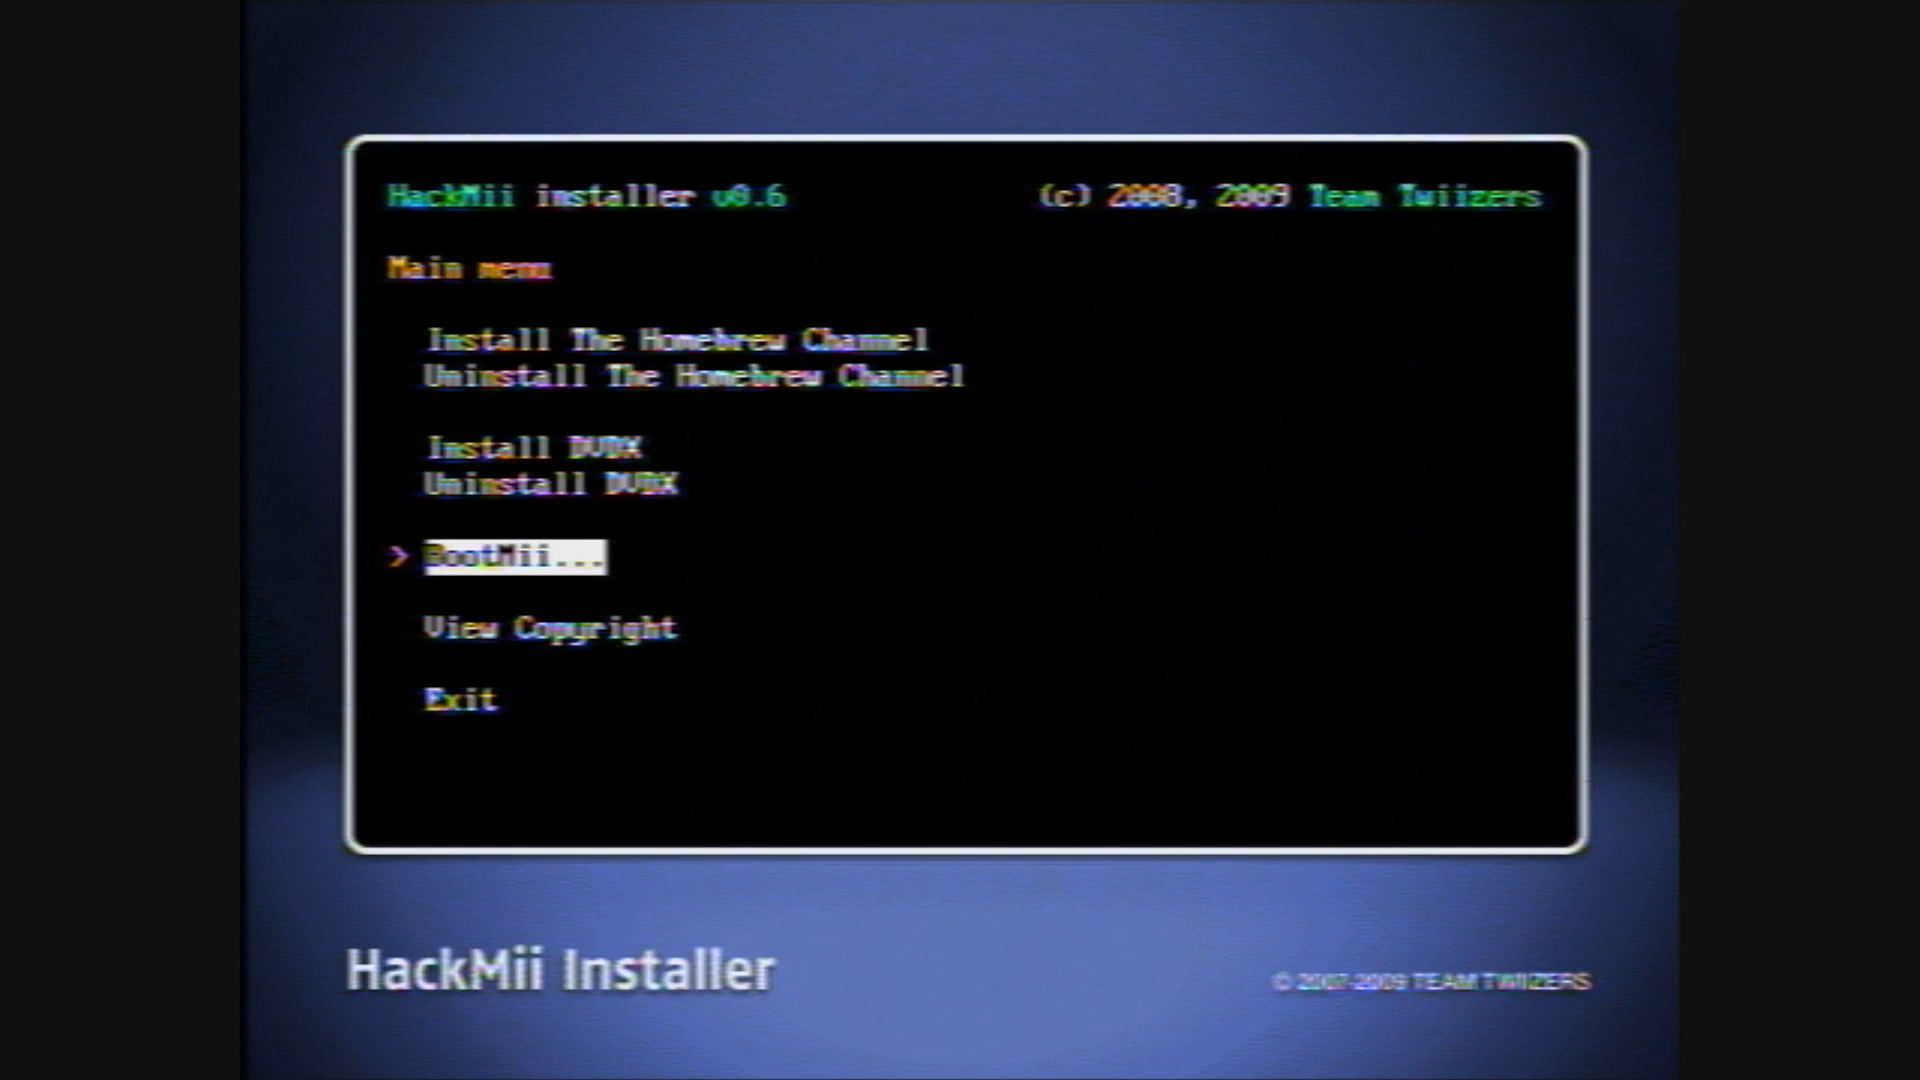 HackMii installer v0.6 (c) 2008, 2009 Team Twiizers
Main menu
Install The Homebrew Channel
Uninstall The Homebrew Channel
Install DVDX
Uninstall DVDX
> BootMii...
View Copyright
Exit
HackMii Installer
© 2007-2009 TEAM TWIIZERS